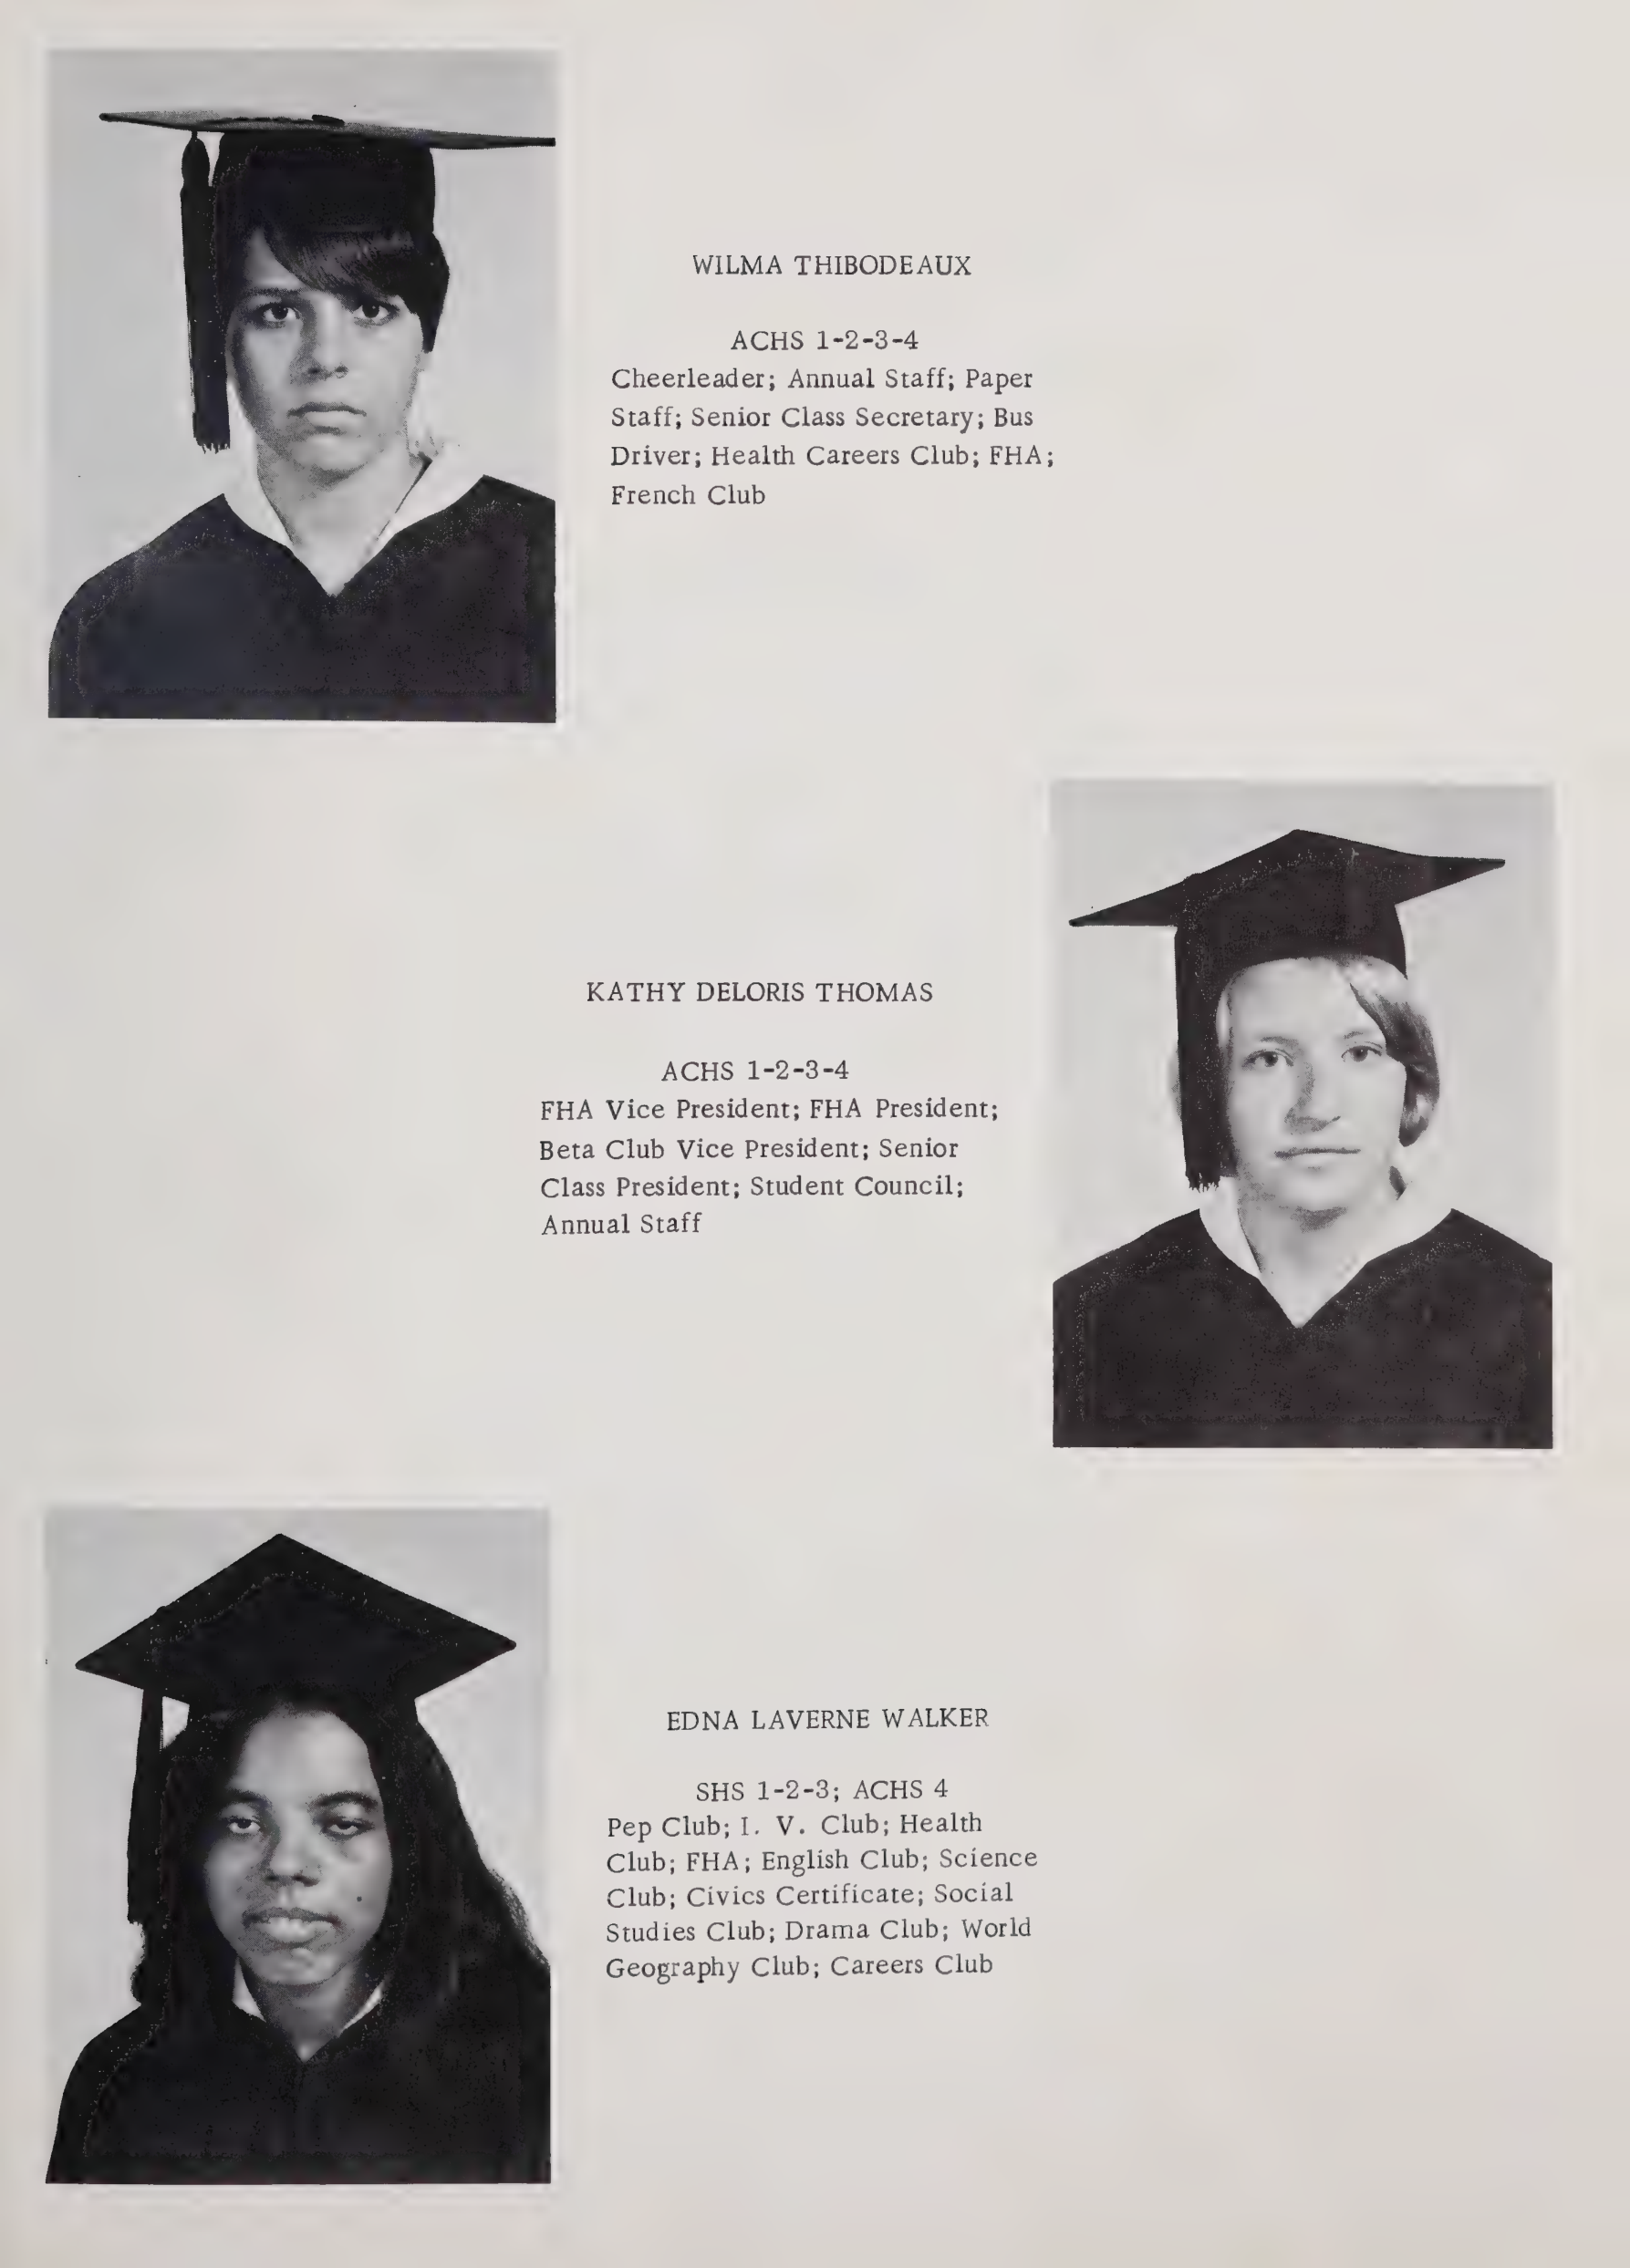 WILMA THIBODEAUX
ACHS 1-2-3-4
Cheerleader; Annual Staff; Paper
Staff; Senior Class Secretary; Bus
Driver; Health Careers Club; FHA;
French Club
KATHY DELORIS THOMAS
ACHS 1-2-3-4
FHA Vice President; FHA President;
Beta Club Vice President; Senior
Class President; Student Council;
Annual Staff
EDNA LAVERNE WALKER
SHS 1-2-3; ACHS 4
Pep Club; I. V. Club; Health
Club; FHA; English Club; Science
Club; Civics Certificate; Social
Studies Club; Drama Club; World
Geography Club; Careers Club